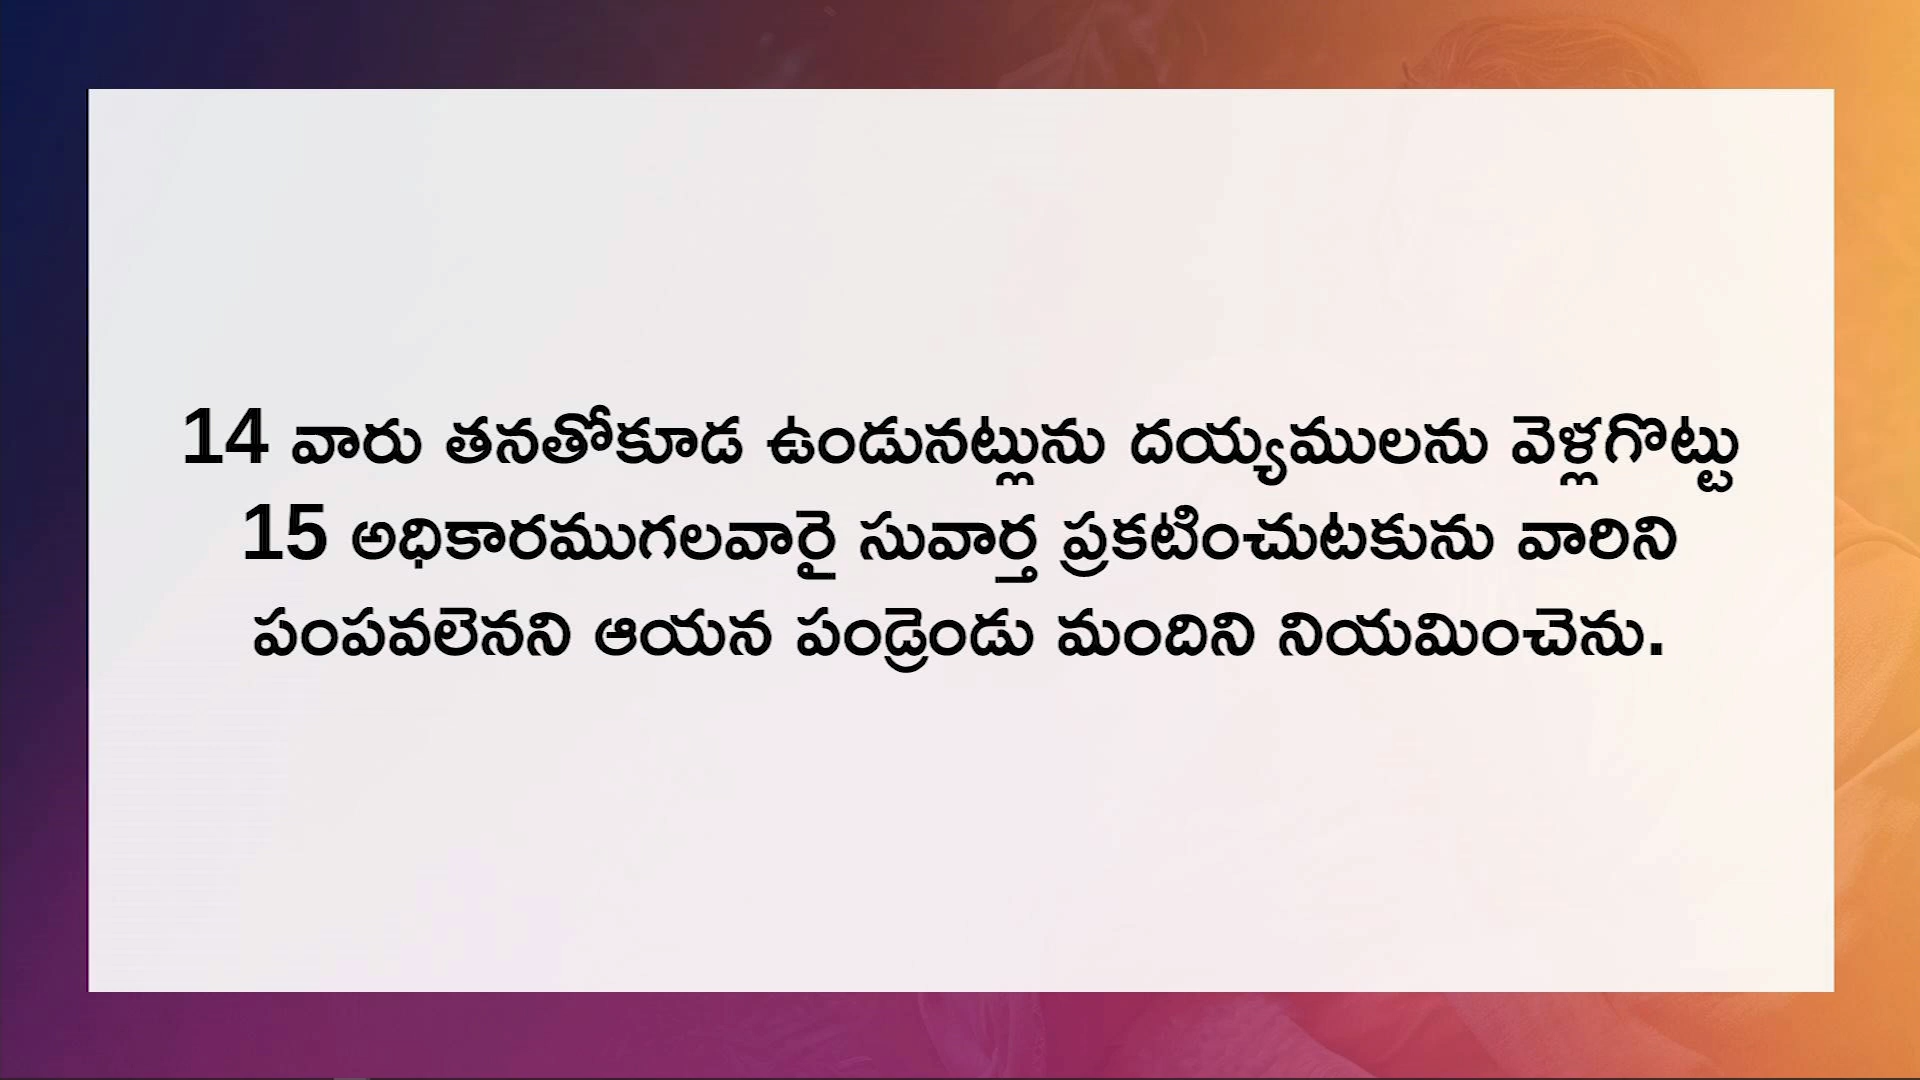 14 వారు తనతోకూడ ఉండునట్లును దయ్యములను వెళ్లగొట్టు
15 అధికారముగలవారై సువార్త ప్రకటించుటకును వారిని
పంపవలెనని ఆయన పండ్రెండు మందిని నియమించెను.